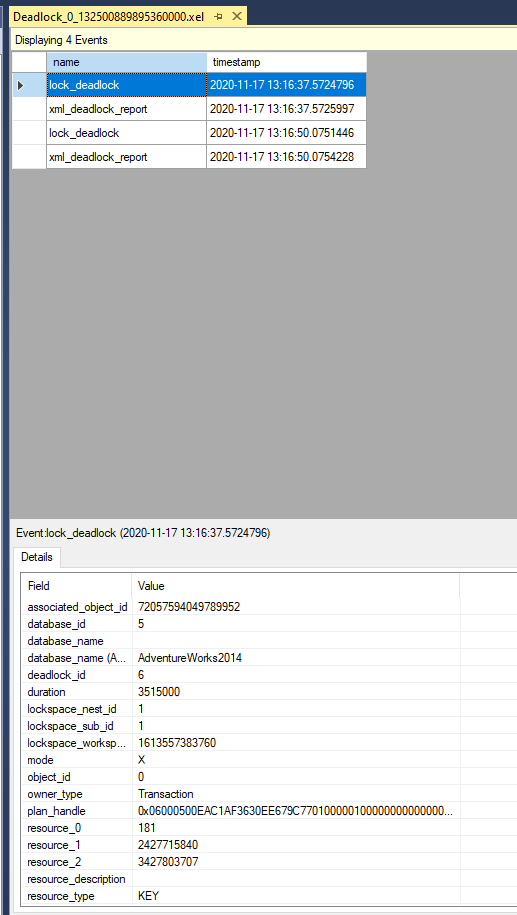 Deadlock_0_132500889895360000.xel
Displaying 4 Events
name timestamp
lock_deadlock 2020-11-17 13:16:37.5724796
xml_deadlock_report 2020-11-17 13:16:37.5725997
lock_deadlock 2020-11-17 13:16:50.0751446
xml_deadlock_report 2020-11-17 13:16:50.0754228
Event:lock_deadlock (2020-11-17 13:16:37.5724796)
Details
Field Value
associated_object_id 72057594049789952
database_id 5
database_name
database_name (A... AdventureWorks2014
deadlock_id 6
duration 3515000
lockspace_nest_id 1
lockspace_sub_id 1
lockspace_worksp... 1613557383760
mode X
object_id 0
owner_type Transaction
plan_handle 0x06000500EAC1AF3630EE679C7701000001000000000000000...
resource_0 181
resource_1 2427715840
resource_2 3427803707
resource_description
resource_type KEY